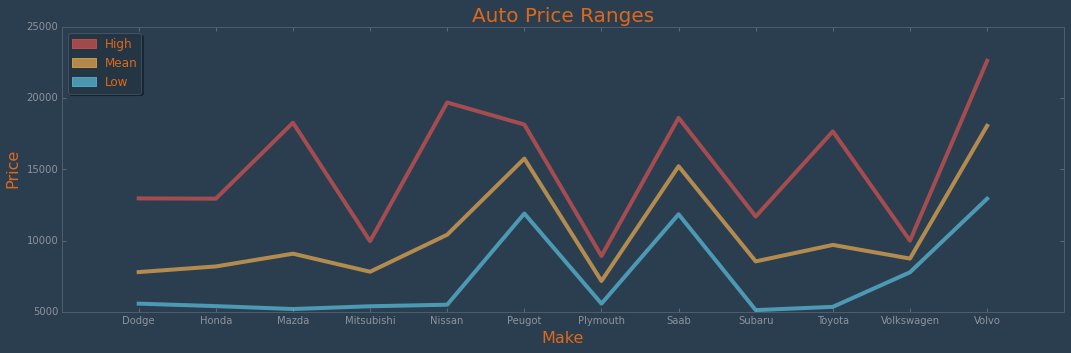 Auto Price Ranges
25000
20000
15000
10000
5000
Price
High
Mean
Low
Dodge Honda Mazda Mitsubishi Nissan Peugot Plymouth Saab Subaru Toyota Volkswagen Volvo
Make